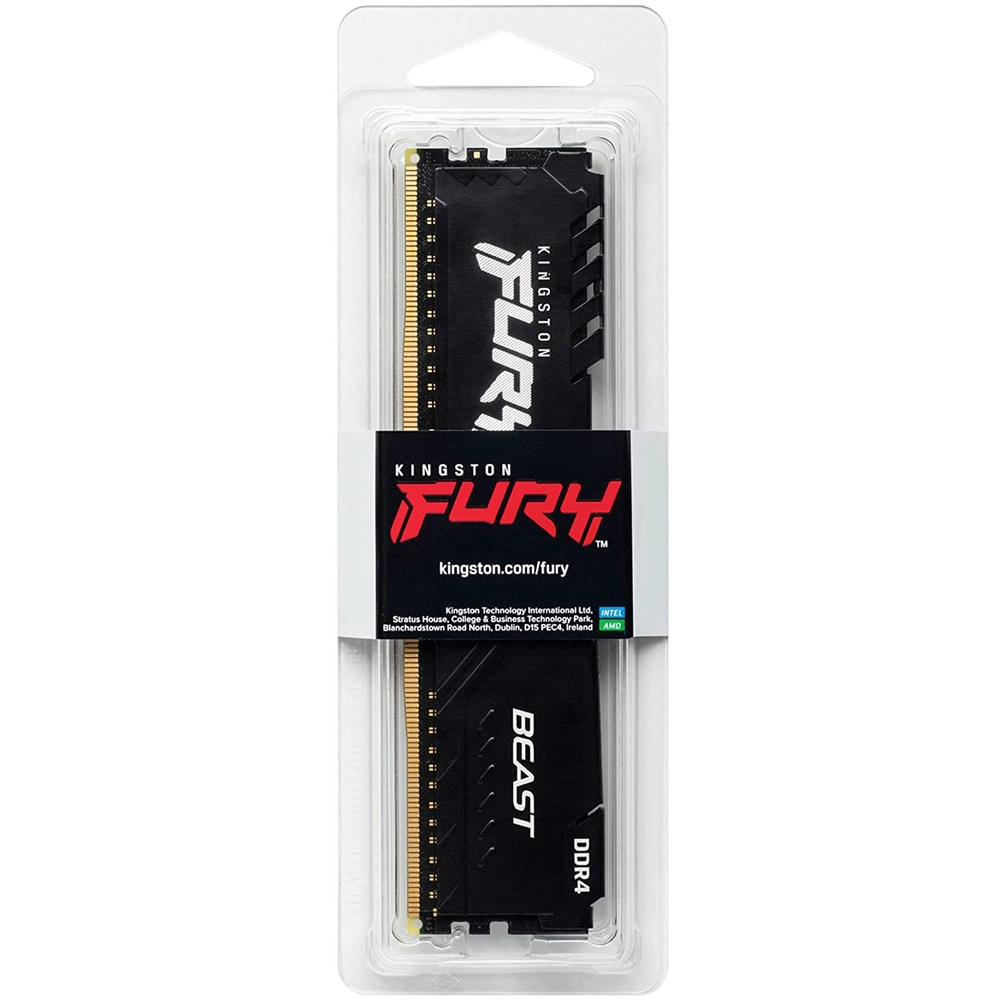 KINGSTON
FURY
KINGSTON
FURY
TM
kingston.com/fury
Kingston Technology International Ltd,
Stratus House, College & Business Technology Park,
Blanchardstown Road North, Dublin, D15 PEC4, Ireland
INTEL
AMD
BEAST
DDR4